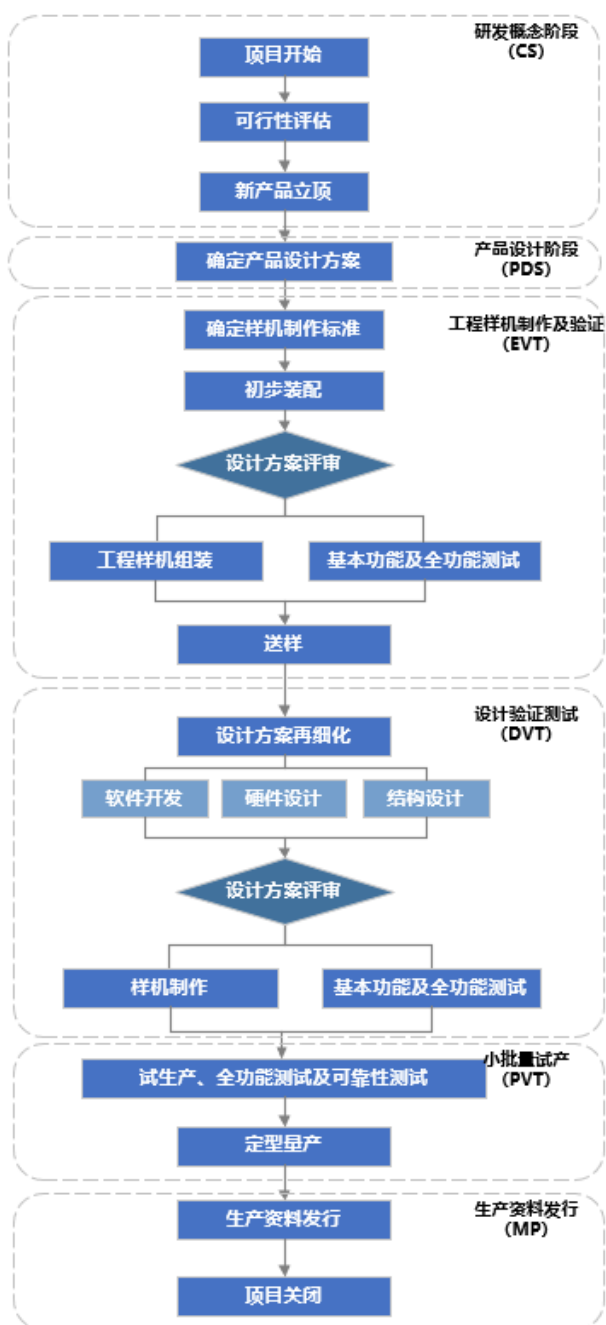 研发概念阶段
(CS)
项目开始
可行性评估
新产品立顶
产品设计阶段
(PDS)
确定产品设计方案
工程样机制作及验证
(EVT)
确定样机制作标准
初步装配
设计方案评审
工程样机组装
基本功能及全功能测试
送样
设计验证测试
(DVT)
设计方案再细化
软件开发
硬件设计
结构设计
设计方案评审
样机制作
基本功能及全功能测试
小批量试产
(PVT)
试生产、全功能测试及可靠性测试
定型量产
生产资料发行
(MP)
生产资料发行
项目关闭